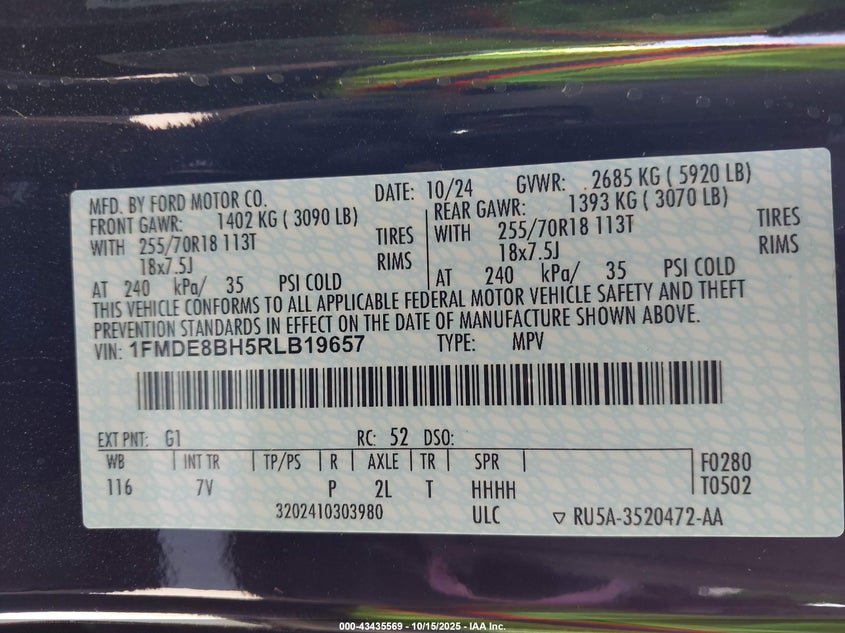 MFD. BY FORD MOTOR CO. DATE: 10/24 GVWR: 2685 KG ( 5920 LB)
FRONT GAWR: 1402 KG ( 3090 LB) REAR GAWR: 1393 KG ( 3070 LB)
WITH 255/70R18 113T TIRES WITH 255/70R18 113T TIRES
18x7.5J RIMS 18x7.5J RIMS
AT 240 kPa/ 35 PSI COLD AT 240 kPa/ 35 PSI COLD
THIS VEHICLE CONFORMS TO ALL APPLICABLE FEDERAL MOTOR VEHICLE SAFETY AND THEFT
PREVENTION STANDARDS IN EFFECT ON THE DATE OF MANUFACTURE SHOWN ABOVE.
VIN: 1FMDE8BH5RLB19657 TYPE: MPV
EXT PNT: G1 RC: 52 DSO:
WB INT TR TP/PS R AXLE TR SPR F0280
116 7V P 2L T HHHH T0502
3202410303980 ULC ▽ RU5A-3520472-AA
000-43435569 - 10/15/2025 - IAA Inc.